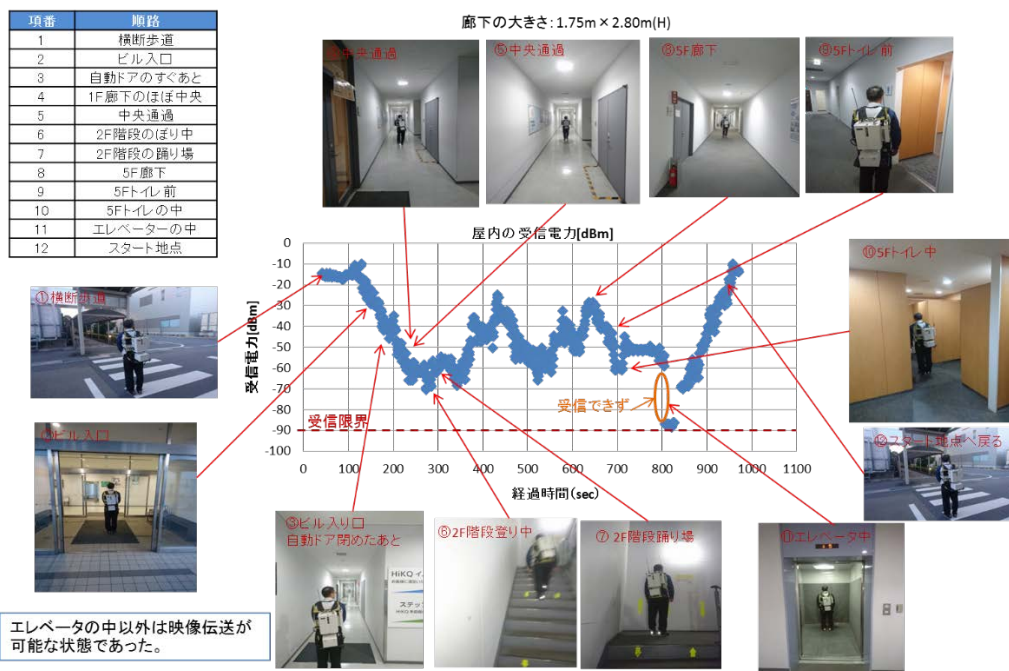 廊下の大きさ：1.75m×2.80m(H)
項番 順路
1 横断歩道
2 ビル入口
3 自動ドアのすぐあと
4 1F廊下のほぼ中央
5 中央通過
6 2F階段のぼり中
7 2F階段の踊り場
8 5F廊下
9 5Fトイレ前
10 5Fトイレの中
11 エレベーターの中
12 スタート地点
中央通過
⑤中央通過
⑧5F廊下
⑨5Fトイレ前
屋内の受信電力[dBm]
受信電力[dBm]
0
-10
-20
-30
-40
-50
-60
-70
-80
-90
-100
0 100 200 300 400 500 600 700 800 900 1000 1100
経過時間(sec)
受信限界
受信できず
①横断歩道
ビル入口
③ビル入り口
自動ドア閉めたあと
HiKQ イ
ステッ
⑥2F階段登り中
⑦ 2F階段踊り場
⑪エレベータ中
⑩5Fトイレ中
⑫スタート地点へ戻る
エレベータの中以外は映像伝送が
可能な状態であった。